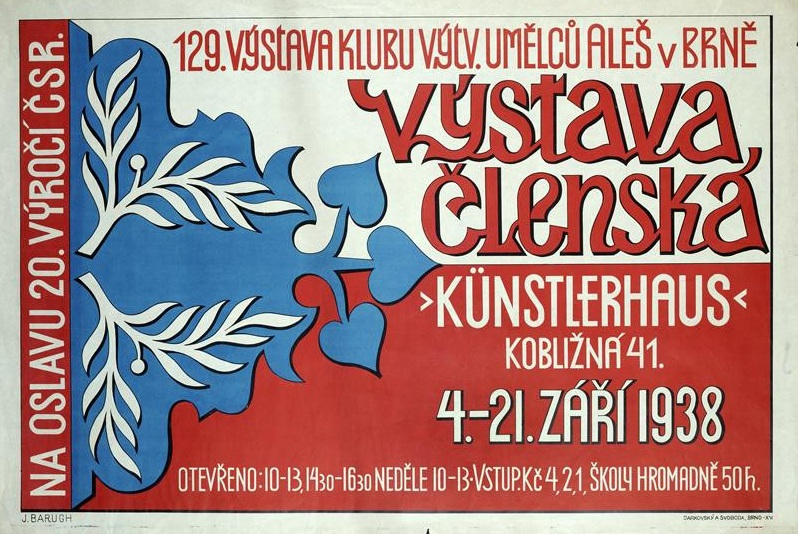 NA OSLAVU 20. VÝROČÍ ČSR.
129. VÝSTAVA KLUBU VÝTV. UMĚLCŮ ALEŠ v BRNĚ
VÝSTAVA
ČLENSKÁ
>KÜNSTLERHAUS<
KOBLIŽNÁ 41.
4.-21. ZÁŘÍ 1938
OTEVŘENO: 10-13, 1430-1630 NEDĚLE 10-13·VSTUP. Kč 4, 2, 1, ŠKOLY HROMADNĚ 50 h.
J. BARUGH
DARKOVSKÝ A SVOBODA, BRNO-XV.